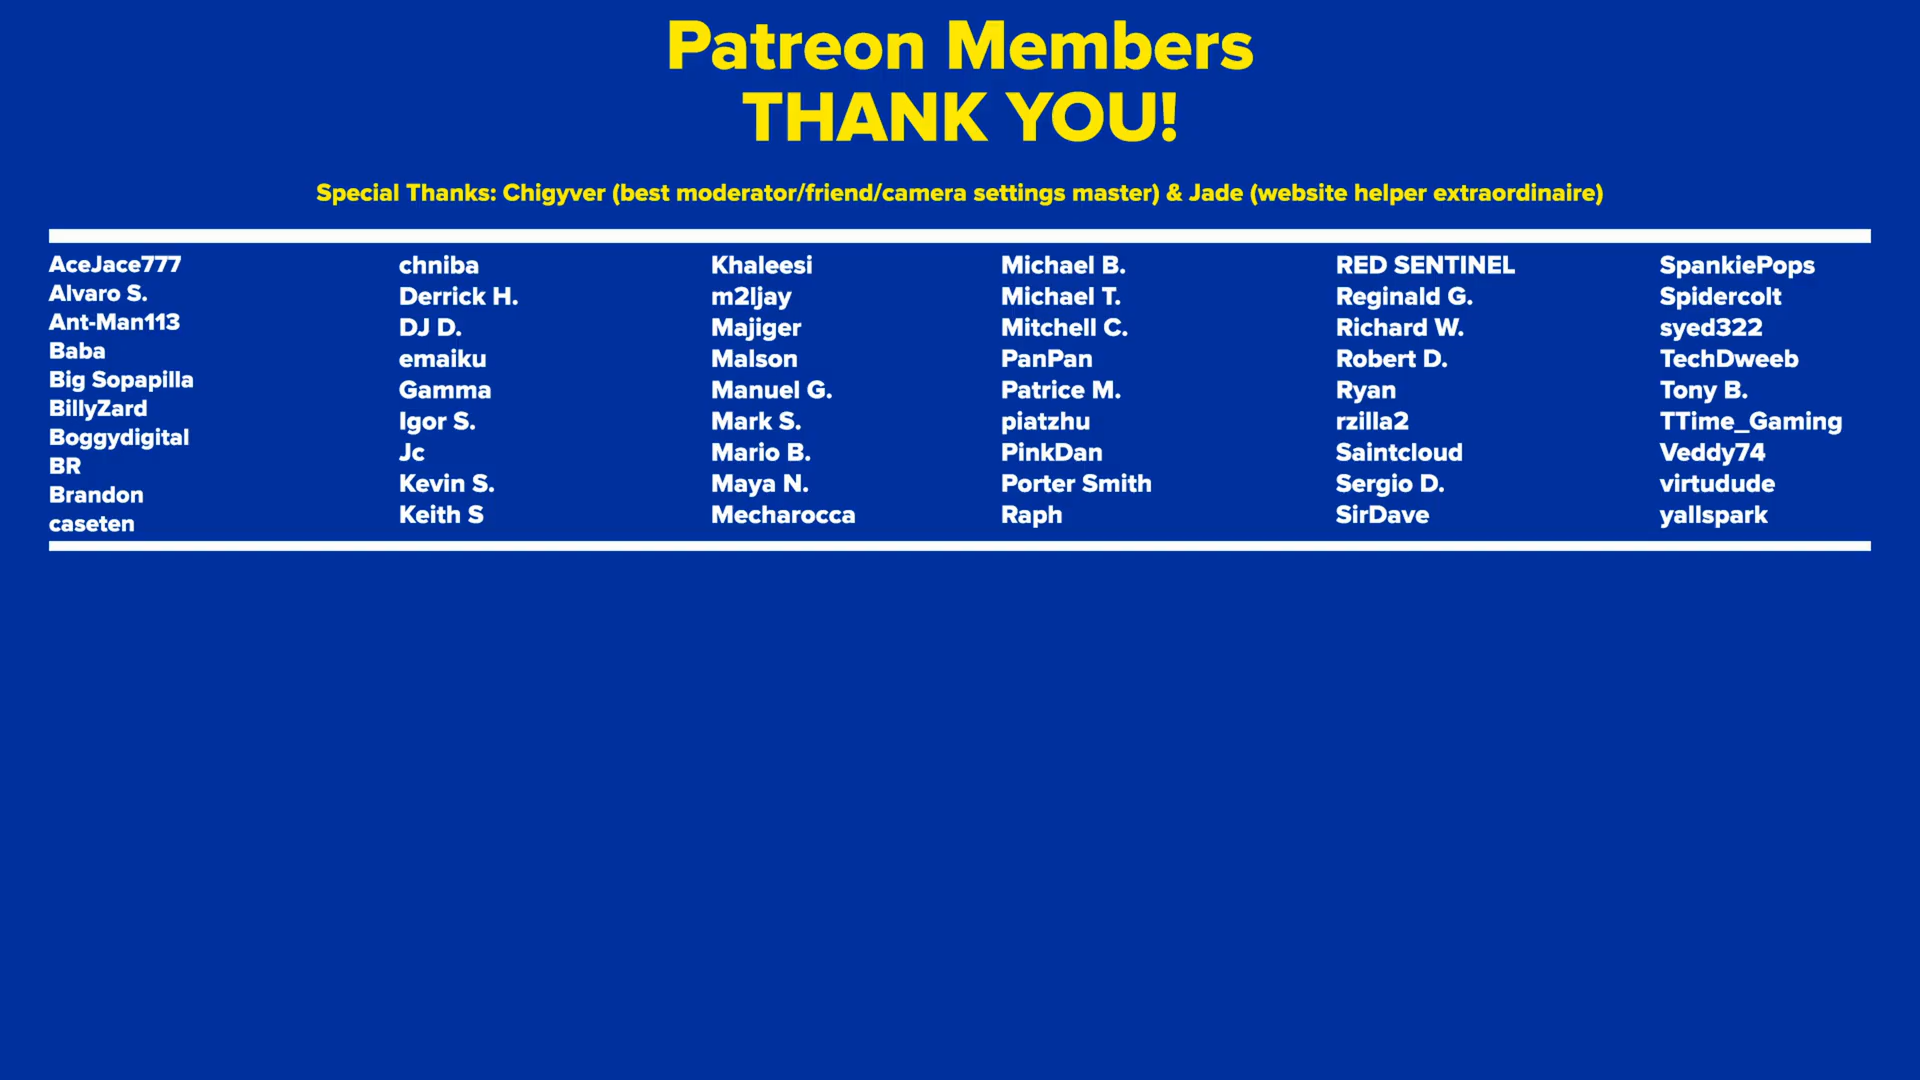 Patreon Members
THANK YOU!
Special Thanks: Chigyver (best moderator/friend/camera settings master) & Jade (website helper extraordinaire)
AceJace777
Alvaro S.
Ant-Man113
Baba
Big Sopapilla
BillyZard
Boggydigital
BR
Brandon
caseten
chniba
Derrick H.
DJ D.
emaiku
Gamma
Igor S.
Jc
Kevin S.
Keith S
Khaleesi
m2ljay
Majiger
Malson
Manuel G.
Mark S.
Mario B.
Maya N.
Mecharocca
Michael B.
Michael T.
Mitchell C.
PanPan
Patrice M.
piatzhu
PinkDan
Porter Smith
Raph
RED SENTINEL
Reginald G.
Richard W.
Robert D.
Ryan
rzilla2
Saintcloud
Sergio D.
SirDave
SpankiePops
Spidercolt
syed322
TechDweeb
Tony B.
TTime_Gaming
Veddy74
virtudude
yallspark